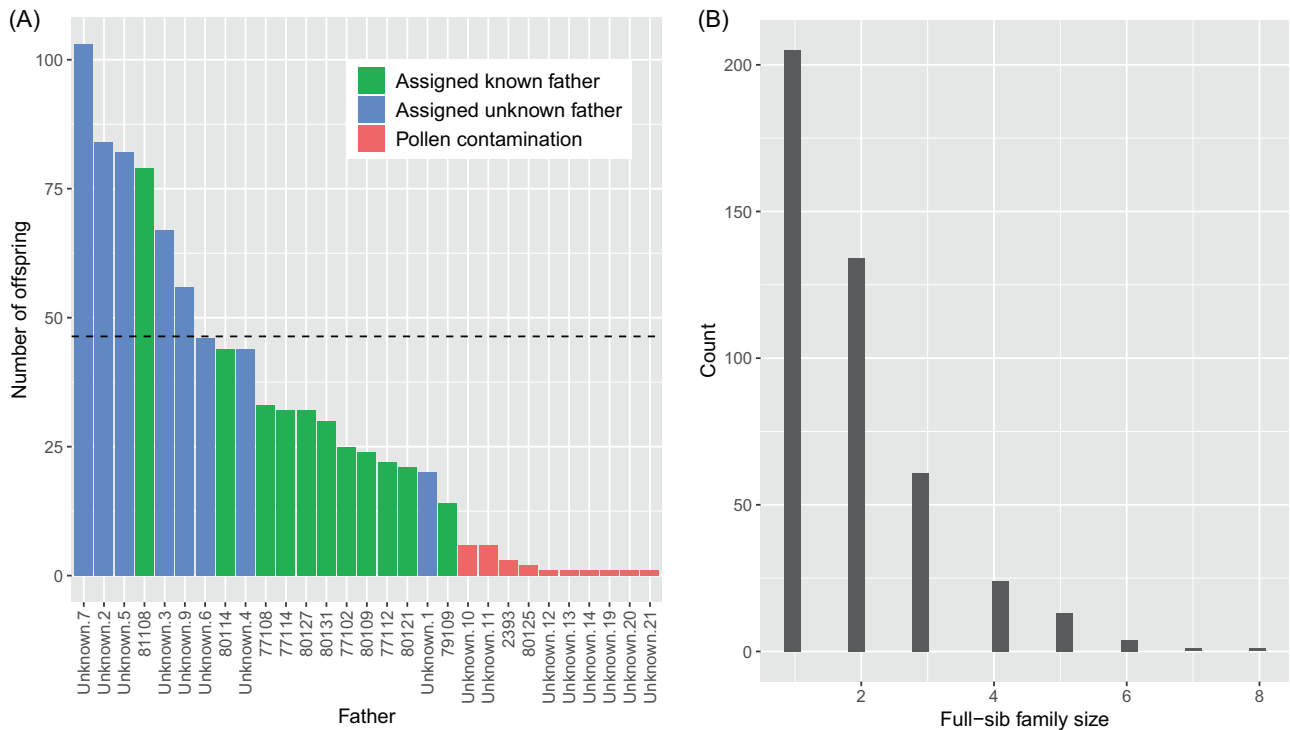 (A)
Number of offspring
100
75
50
25
0
Assigned known father
Assigned unknown father
Pollen contamination
Unknown.7
Unknown.2
Unknown.5
81108
Unknown.3
Unknown.9
Unknown.6
80114
Unknown.4
77108
77114
80127
80131
77102
80109
77112
80121
Unknown.1
79109
Unknown.10
Unknown.11
2393
80125
Unknown.12
Unknown.13
Unknown.14
Unknown.19
Unknown.20
Unknown.21
Father
(B)
Count
200
150
100
50
0
2
4
6
8
Full−sib family size